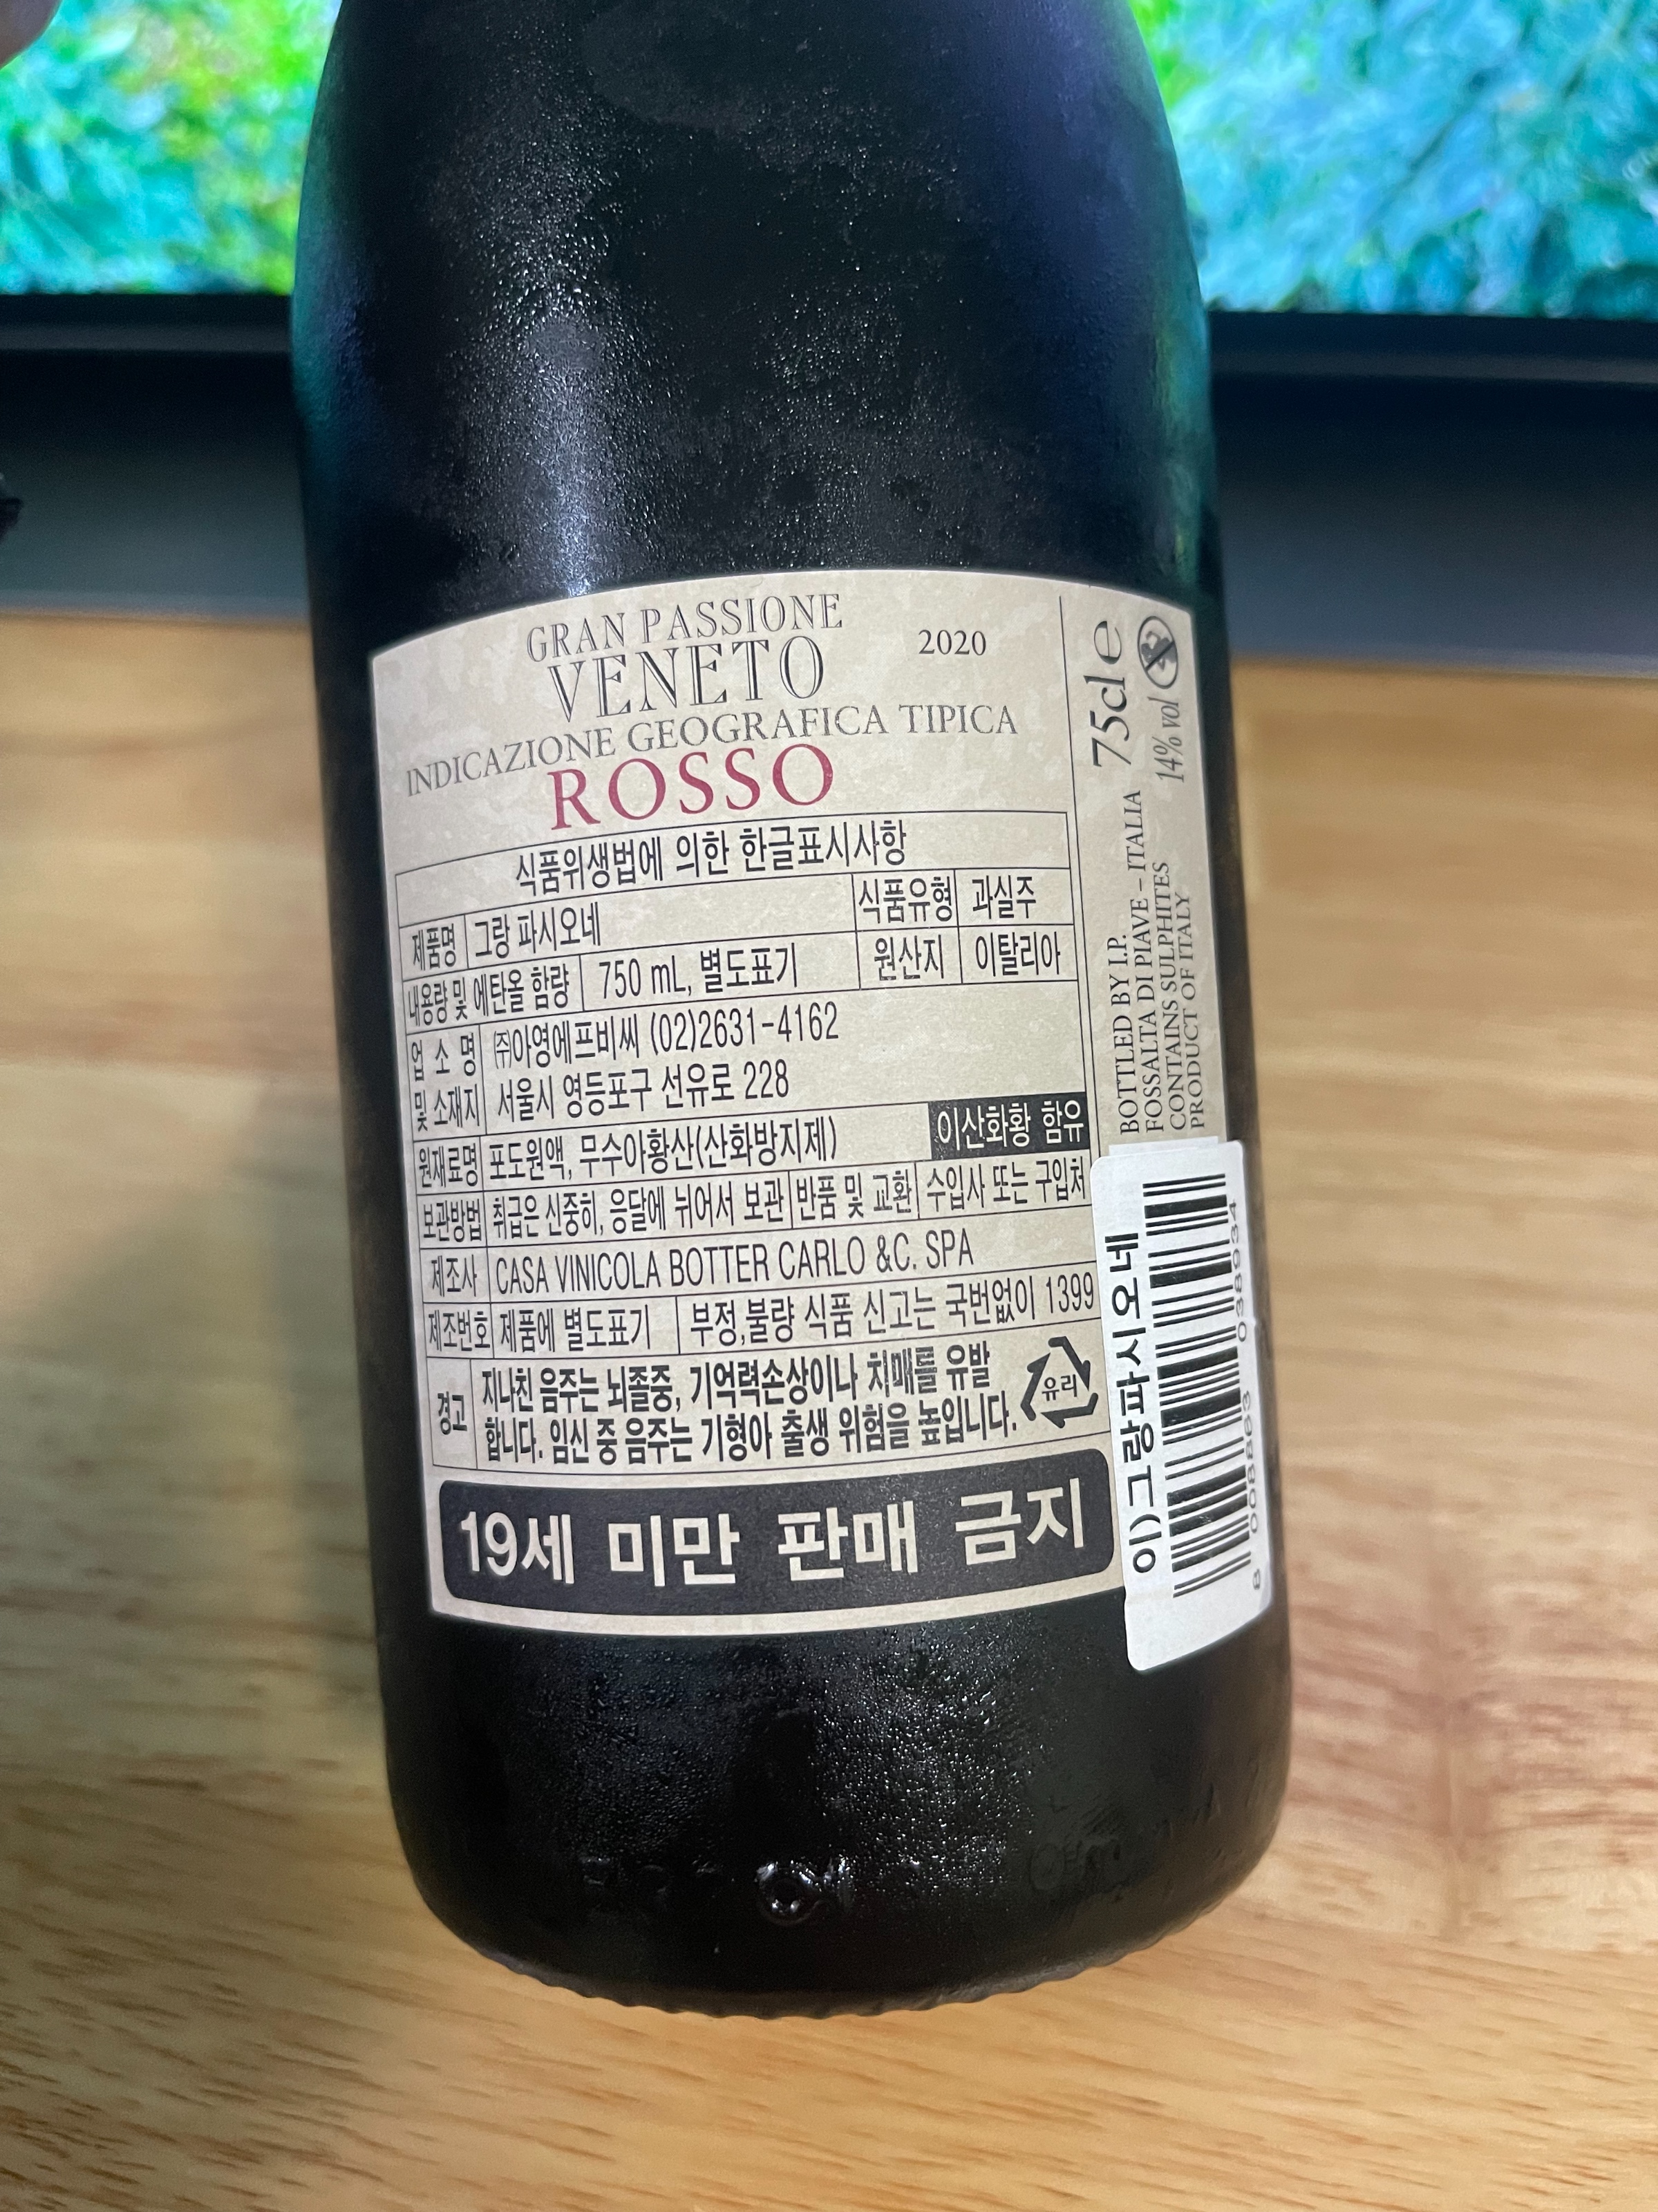 GRAN PASSIONE
VENETO
2020
INDICAZIONE GEOGRAFICA TIPICA
ROSSO
식품위생법에 의한 한글표시사항
제품명 그랑 파시오네 식품유형 과실주
내용량 및 에탄올 함량 750 mL, 별도표기 원산지 이탈리아
업 소 명 ㈜아영에프비씨 (02)2631-4162
및 소재지 서울시 영등포구 선유로 228
원재료명 포도원액, 무수아황산(산화방지제) 이산화황 함유
보관방법 취급은 신중히, 응달에 뉘어서 보관 반품 및 교환 수입사 또는 구입처
제조사 CASA VINICOLA BOTTER CARLO &C. SPA
제조번호 제품에 별도표기 부정,불량 식품 신고는 국번없이 1399
경고 지나친 음주는 뇌졸중, 기억력손상이나 치매를 유발
합니다. 임신 중 음주는 기형아 출생 위험을 높입니다.
유리
19세 미만 판매 금지
75cl e
14% vol
BOTTLED BY I.P.
FOSSALTA DI PIAVE – ITALIA
CONTAINS SULPHITES
PRODUCT OF ITALY
이)그랑파시오네
8 008863 038934